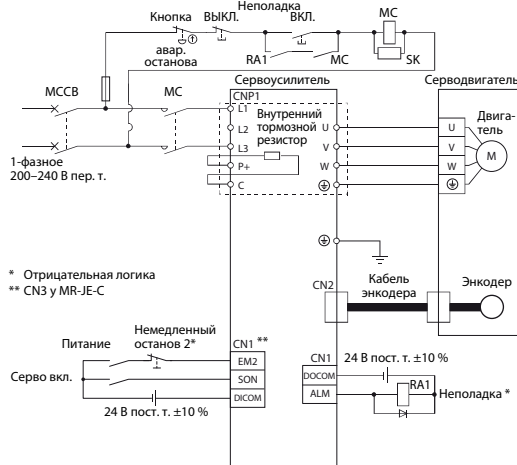 Неполадка
Кнопка ВЫКЛ. ВКЛ. MC
авар.
останова
RA1 MC SK
MCCB MC
Сервоусилитель Серводвигатель
CNP1
L1
L2
L3
P+
C
Внутренний
тормозной
резистор
U
V
W
U
V
W
Двига-
тель
M
1-фазное
200–240 В пер. т.
* Отрицательная логика
** CN3 у MR-JE-C
CN2
Кабель
энкодера
Энкодер
Питание
Немедленный
останов 2*
Серво вкл.
24 В пост. т. ±10 %
CN1 **
EM2
SON
DICOM
CN1
DOCOM
ALM
24 В пост. т. ±10 %
RA1
Неполадка *